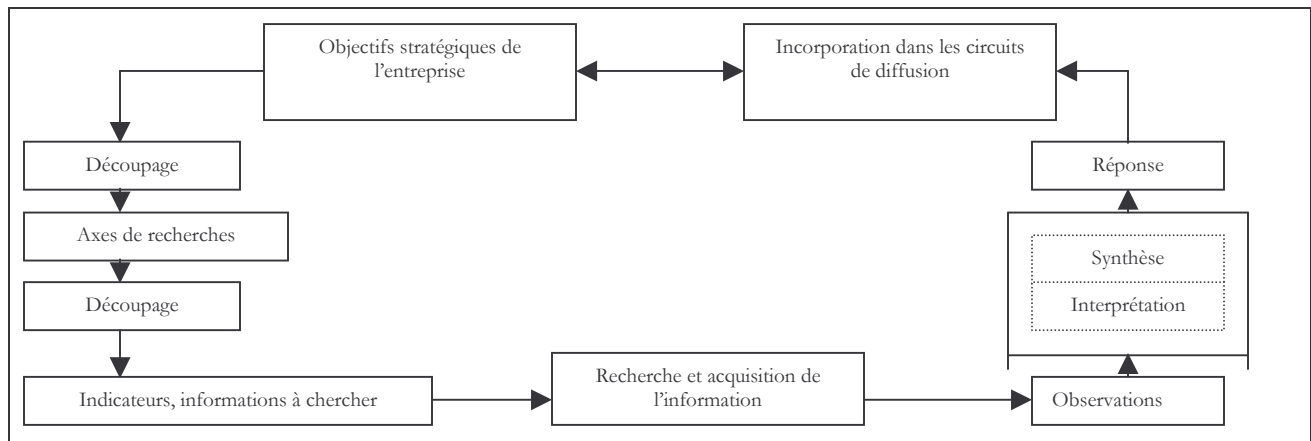 Objectifs stratégiques de
l’entreprise
Incorporation dans les circuits
de diffusion
Découpage
Réponse
Axes de recherches
Synthèse
Découpage
Interprétation
Indicateurs, informations à chercher
Recherche et acquisition de
l’information
Observations